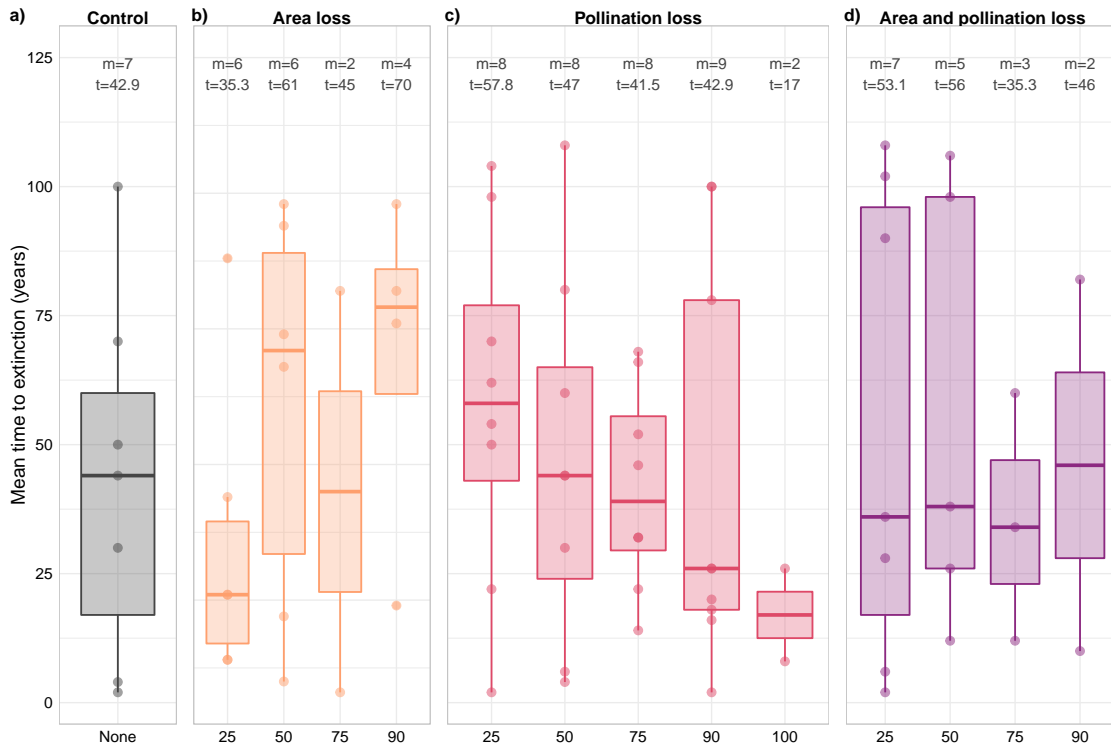 a) Control
b) Area loss
c) Pollination loss
d) Area and pollination loss
Mean time to extinction (years)
125
100
75
50
25
0
m=7
t=42.9
m=6 m=6 m=2 m=4
t=35.3 t=61 t=45 t=70
m=8 m=8 m=8 m=9 m=2
t=57.8 t=47 t=41.5 t=42.9 t=17
m=7 m=5 m=3 m=2
t=53.1 t=56 t=35.3 t=46
None
25 50 75 90
25 50 75 90 100
25 50 75 90